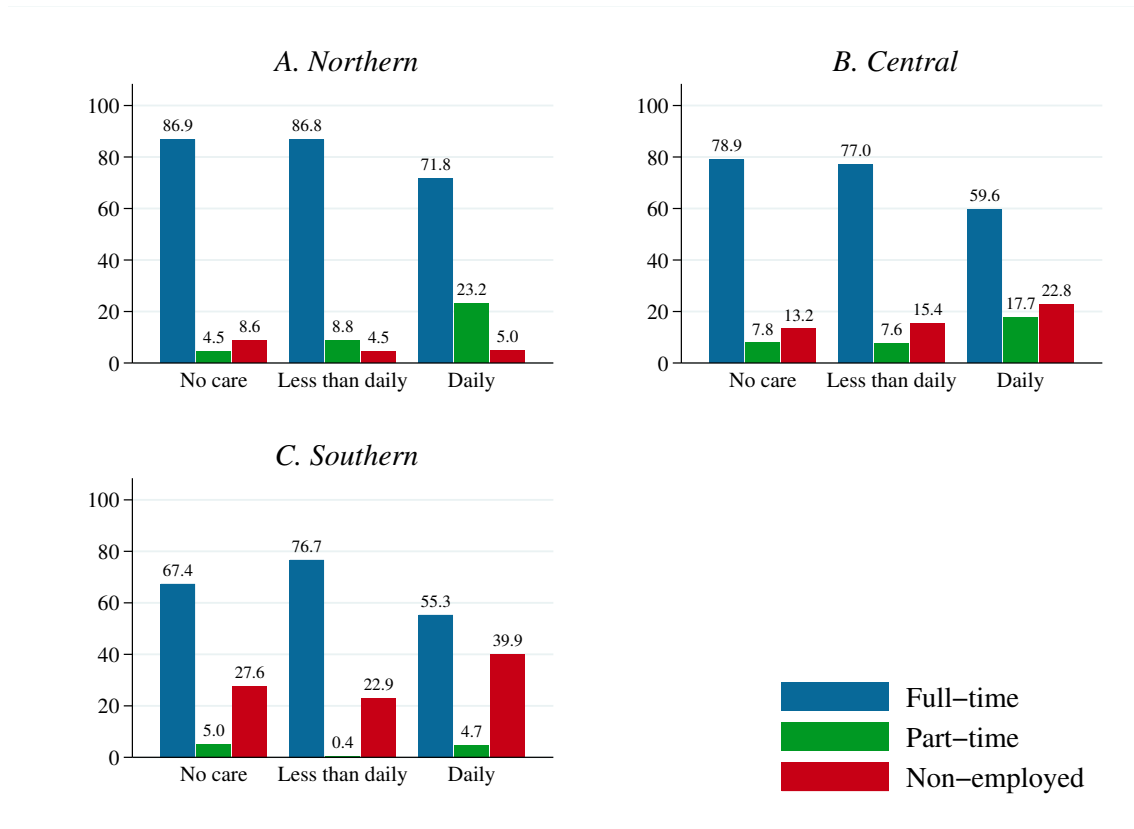 A. Northern
100
80
60
40
20
0
86.9 4.5 8.6 86.8 8.8 4.5 71.8 23.2 5.0
No care Less than daily Daily
B. Central
100
80
60
40
20
0
78.9 7.8 13.2 77.0 7.6 15.4 59.6 17.7 22.8
No care Less than daily Daily
C. Southern
100
80
60
40
20
0
67.4 5.0 27.6 76.7 0.4 22.9 55.3 4.7 39.9
No care Less than daily Daily
Full−time
Part−time
Non−employed